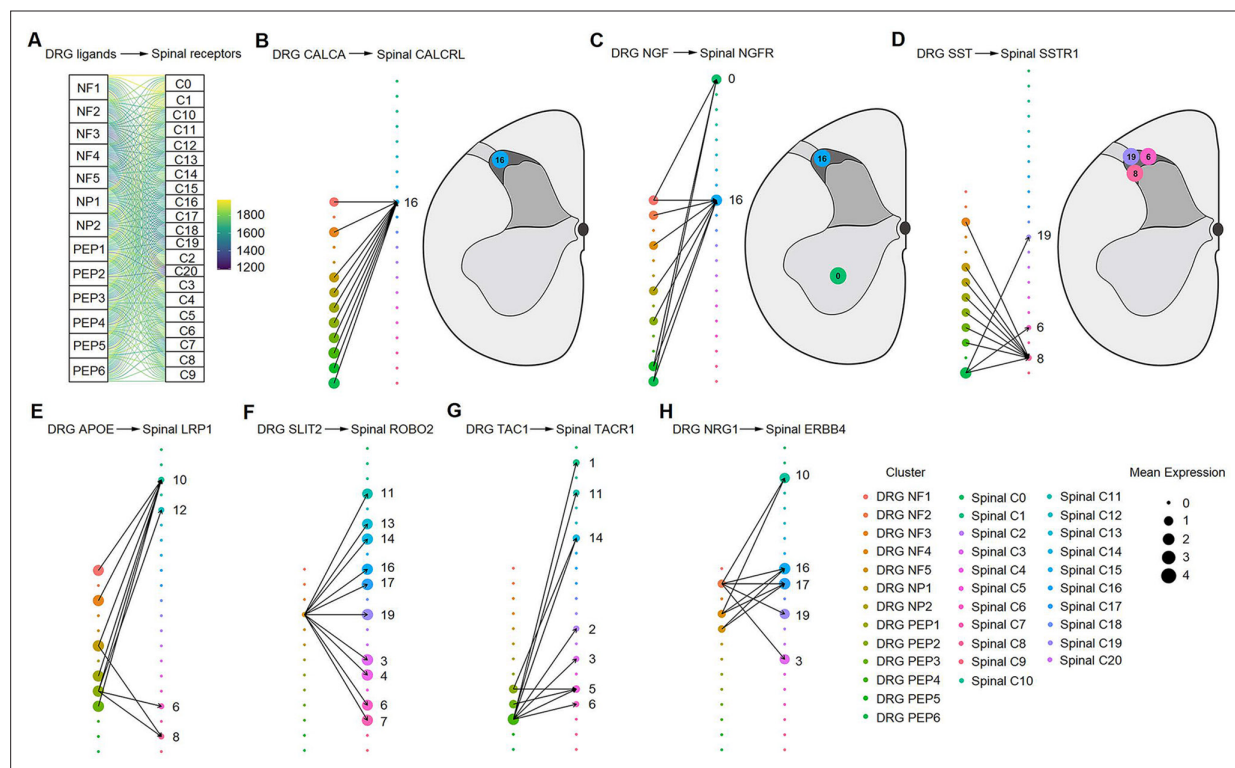 A
DRG ligands → Spinal receptors
NF1
NF2
NF3
NF4
NF5
NP1
NP2
PEP1
PEP2
PEP3
PEP4
PEP5
PEP6
C0
C1
C10
C11
C12
C13
C14
C15
C16
C17
C18
C19
C2
C20
C3
C4
C5
C6
C7
C8
C9
1800
1600
1400
1200
B
DRG CALCA → Spinal CALCRL
16
16
C
DRG NGF → Spinal NGFR
0
16
16
0
D
DRG SST → Spinal SSTR1
19
6
8
19
6
8
E
DRG APOE → Spinal LRP1
10
12
6
8
F
DRG SLIT2 → Spinal ROBO2
11
13
14
16
17
19
3
4
6
7
G
DRG TAC1 → Spinal TACR1
1
11
14
2
3
5
6
H
DRG NRG1 → Spinal ERBB4
10
16
17
19
3
Cluster
DRG NF1
DRG NF2
DRG NF3
DRG NF4
DRG NF5
DRG NP1
DRG NP2
DRG PEP1
DRG PEP2
DRG PEP3
DRG PEP4
DRG PEP5
DRG PEP6
Spinal C0
Spinal C1
Spinal C2
Spinal C3
Spinal C4
Spinal C5
Spinal C6
Spinal C7
Spinal C8
Spinal C9
Spinal C10
Spinal C11
Spinal C12
Spinal C13
Spinal C14
Spinal C15
Spinal C16
Spinal C17
Spinal C18
Spinal C19
Spinal C20
Mean Expression
0
1
2
3
4